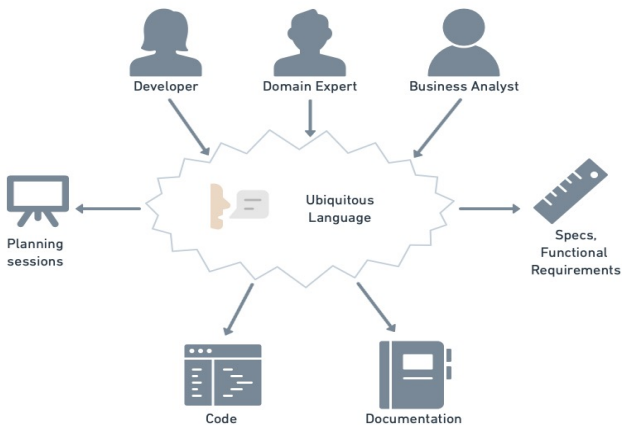 Developer
Domain Expert
Business Analyst
Ubiquitous
Language
Planning
sessions
Specs,
Functional
Requirements
Code
Documentation